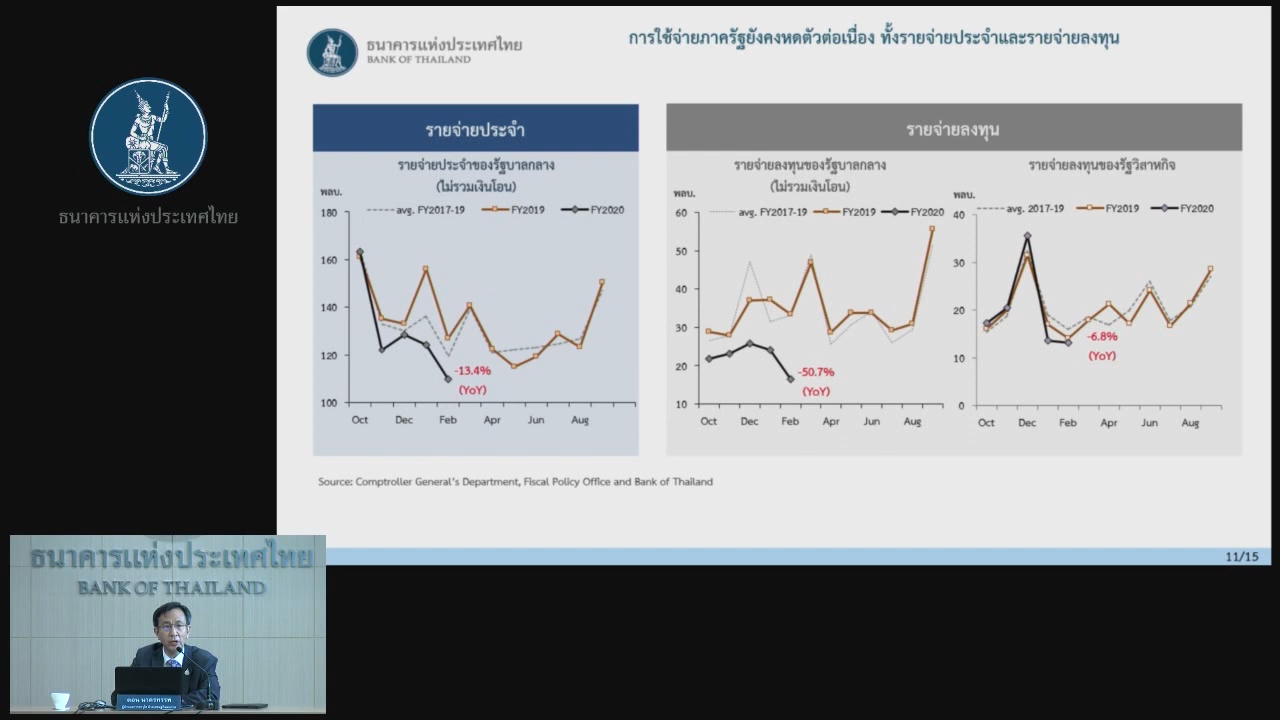 ธนาคารแห่งประเทศไทย
ธนาคารแห่งประเทศไทย
BANK OF THAILAND
การใช้จ่ายภาครัฐยังคงหดตัวต่อเนื่อง ทั้งรายจ่ายประจำและรายจ่ายลงทุน
รายจ่ายประจำ
รายจ่ายประจำของรัฐบาลกลาง
(ไม่รวมเงินโอน)
พลบ.
avg. FY2017-19 FY2019 FY2020
180
160
140
120
100
-13.4%
(YoY)
Oct Dec Feb Apr Jun Aug
รายจ่ายลงทุน
รายจ่ายลงทุนของรัฐบาลกลาง
(ไม่รวมเงินโอน)
พลบ.
avg. FY2017-19 FY2019 FY2020
60
50
40
30
20
10
-50.7%
(YoY)
Oct Dec Feb Apr Jun Aug
รายจ่ายลงทุนของรัฐวิสาหกิจ
พลบ.
avg. 2017-19 FY2019 FY2020
40
30
20
10
0
-6.8%
(YoY)
Oct Dec Feb Apr Jun Aug
Source: Comptroller General's Department, Fiscal Policy Office and Bank of Thailand
11/15
ธนาคารแห่งประเทศไทย
BANK OF THAILAND
ดอน นาครทรรพ